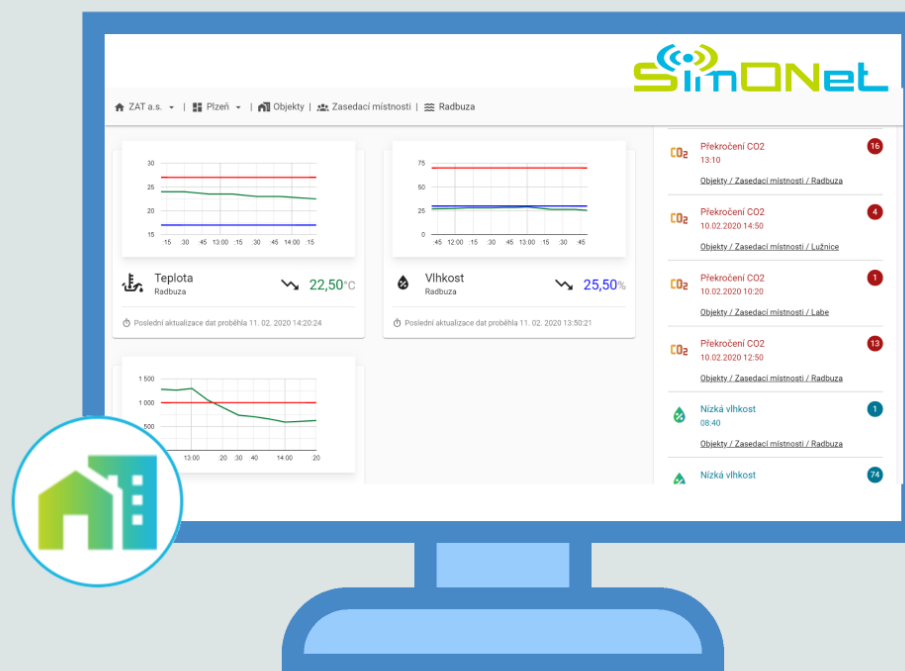 SimONet
ZAT a.s. | Plzeň | Objekty | Zasedací místnosti | Radbuza
30
25
20
15
:15 :30 :45 13:00 :15 :30 :45 14:00 :15
Teplota
Radbuza
22,50°C
Poslední aktualizace dat proběhla 11. 02. 2020 14:20:24
75
50
25
0
:45 12:00 :15 :30 :45 13:00 :15 :30 :45
Vlhkost
Radbuza
25,50%
Poslední aktualizace dat proběhla 11. 02. 2020 13:50:21
1 500
1 000
500
13:00 :20 :30 :40 14:00 :20
CO2 Překročení CO2 16
13:10
Objekty / Zasedací místnosti / Radbuza
CO2 Překročení CO2 4
10.02.2020 14:50
Objekty / Zasedací místnosti / Lužnice
CO2 Překročení CO2 1
10.02.2020 10:20
Objekty / Zasedací místnosti / Labe
CO2 Překročení CO2 13
10.02.2020 12:50
Objekty / Zasedací místnosti / Radbuza
Nízká vlhkost 1
08:40
Objekty / Zasedací místnosti / Radbuza
Nízká vlhkost 74